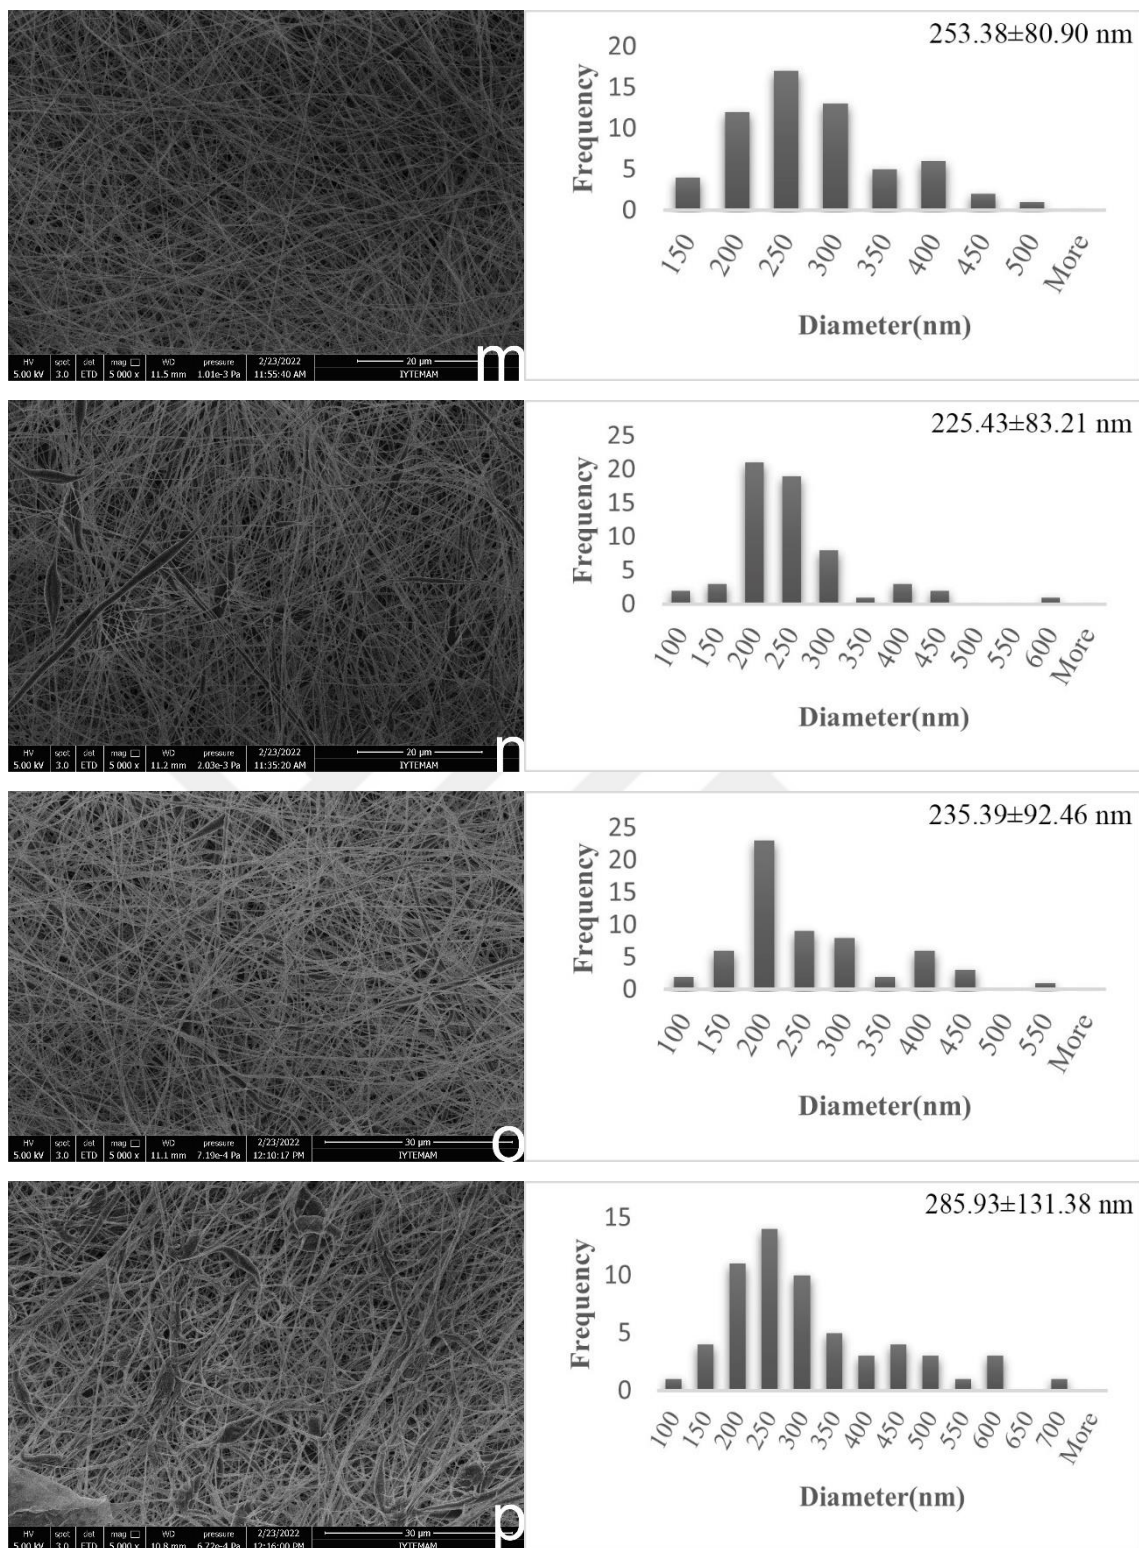 253.38±80.90 nm
20
15
10
5
0
Frequency
150 200 250 300 350 400 450 500 More
Diameter(nm)
HV spot det mag □ WD pressure 2/23/2022 20 µm
5.00 kV 3.0 ETD 5 000 x 11.5 mm 1.01e-3 Pa 11:55:40 AM IYTEMAM
m
225.43±83.21 nm
25
20
15
10
5
0
Frequency
100 150 200 250 300 350 400 450 500 550 600 More
Diameter(nm)
HV spot det mag □ WD pressure 2/23/2022 20 µm
5.00 kV 3.0 ETD 5 000 x 11.2 mm 2.03e-3 Pa 11:35:20 AM IYTEMAM
n
235.39±92.46 nm
25
20
15
10
5
0
Frequency
100 150 200 250 300 350 400 450 500 550 More
Diameter(nm)
HV spot det mag □ WD pressure 2/23/2022 30 µm
5.00 kV 3.0 ETD 5 000 x 11.1 mm 7.19e-4 Pa 12:10:17 PM IYTEMAM
o
285.93±131.38 nm
15
10
5
0
Frequency
100 150 200 250 300 350 400 450 500 550 600 650 700 More
Diameter(nm)
HV spot det mag □ WD pressure 2/23/2022 30 µm
5.00 kV 3.0 ETD 5 000 x 10.8 mm 6.72e-4 Pa 12:16:00 PM IYTEMAM
p